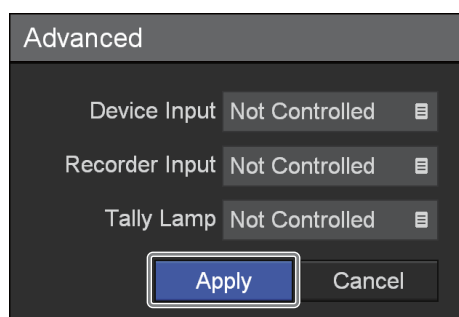 Advanced
Device Input Not Controlled
Recorder Input Not Controlled
Tally Lamp Not Controlled
Apply Cancel